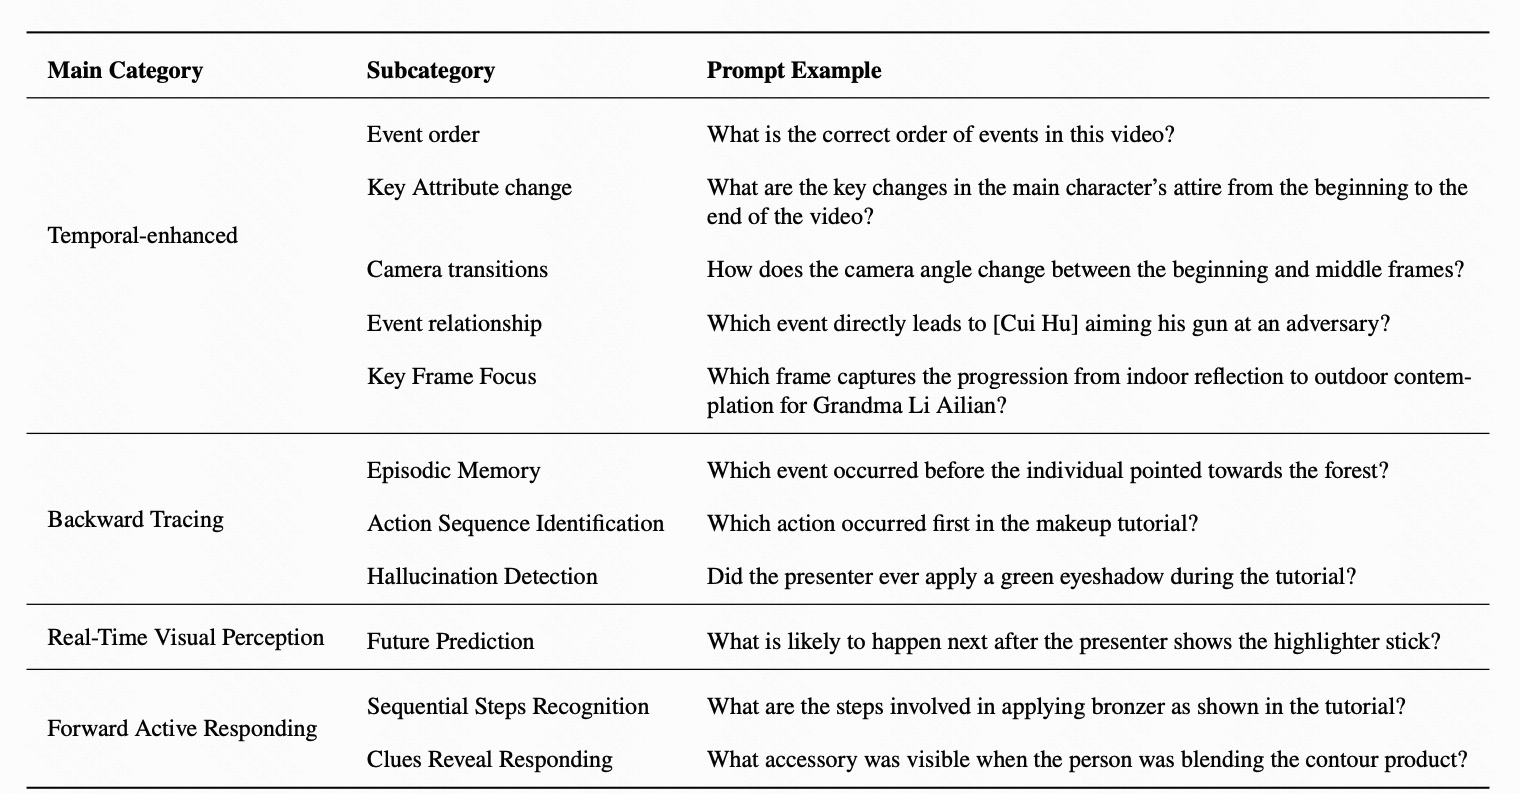 Main Category Subcategory Prompt Example
Event order What is the correct order of events in this video?
Key Attribute change What are the key changes in the main character’s attire from the beginning to the
end of the video?
Temporal-enhanced
Camera transitions How does the camera angle change between the beginning and middle frames?
Event relationship Which event directly leads to [Cui Hu] aiming his gun at an adversary?
Key Frame Focus Which frame captures the progression from indoor reflection to outdoor contem-
plation for Grandma Li Ailian?
Episodic Memory Which event occurred before the individual pointed towards the forest?
Backward Tracing Action Sequence Identification Which action occurred first in the makeup tutorial?
Hallucination Detection Did the presenter ever apply a green eyeshadow during the tutorial?
Real-Time Visual Perception Future Prediction What is likely to happen next after the presenter shows the highlighter stick?
Sequential Steps Recognition What are the steps involved in applying bronzer as shown in the tutorial?
Forward Active Responding
Clues Reveal Responding What accessory was visible when the person was blending the contour product?